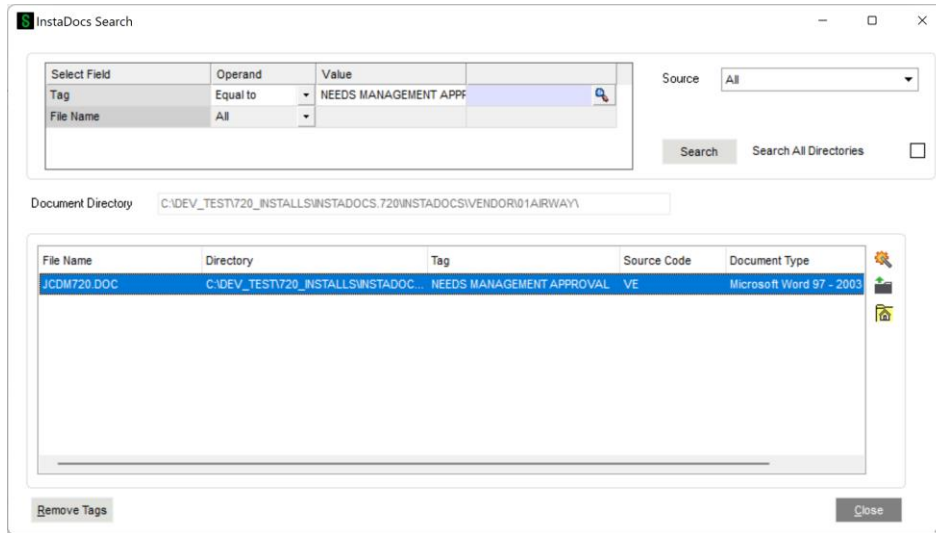 InstaDocs Search
Select Field Operand Value
Tag Equal to NEEDS MANAGEMENT APPR
File Name All
Source All
Search Search All Directories
Document Directory C:\DEV_TEST\720_INSTALLS\INSTADOCS.720\INSTADOCS\VENDOR\01AIRWAY\
File Name Directory Tag Source Code Document Type
JCDM720.DOC C:\DEV_TEST\720_INSTALLS\INSTADOC... NEEDS MANAGEMENT APPROVAL VE Microsoft Word 97 - 2003
Remove Tags Close